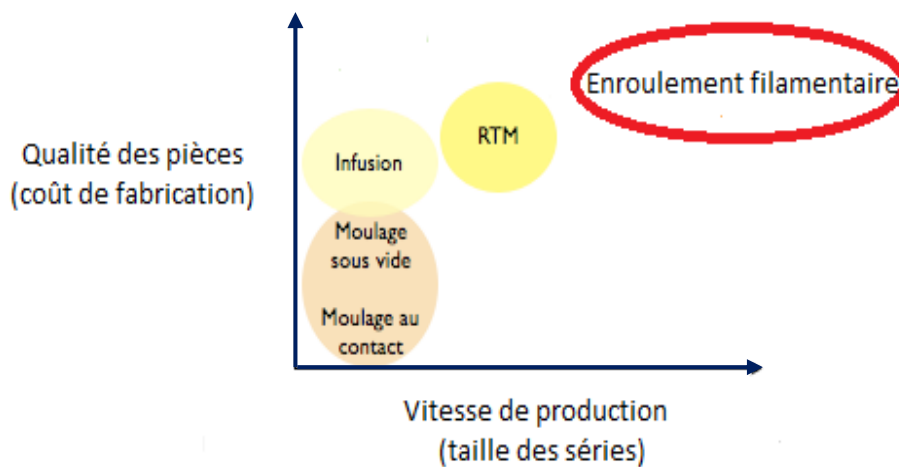 Enroulement filamentaire
Qualité des pièces
(coût de fabrication)
RTM
Infusion
Moulage
sous vide
Moulage au
contact
Vitesse de production
(taille des séries)